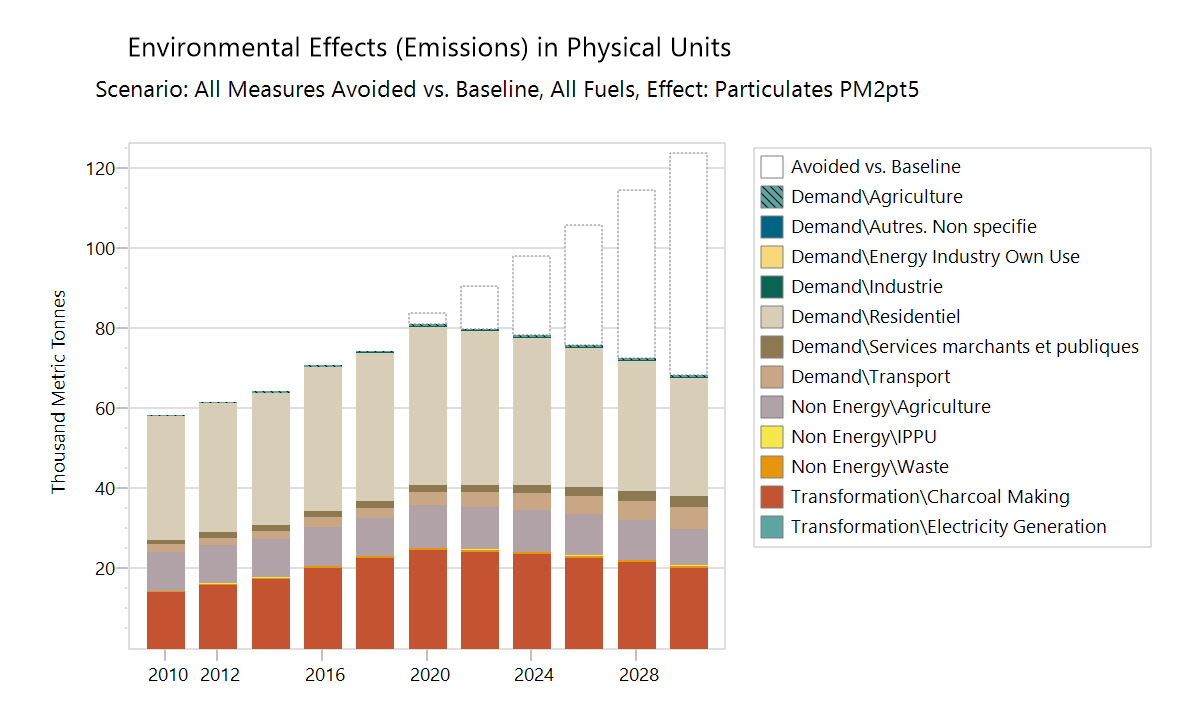 Environmental Effects (Emissions) in Physical Units
Scenario: All Measures Avoided vs. Baseline, All Fuels, Effect: Particulates PM2pt5
Thousand Metric Tonnes
120
100
80
60
40
20
2010 2012 2016 2020 2024 2028
Avoided vs. Baseline
Demand\Agriculture
Demand\Autres. Non specifie
Demand\Energy Industry Own Use
Demand\Industrie
Demand\Residentiel
Demand\Services marchants et publiques
Demand\Transport
Non Energy\Agriculture
Non Energy\IPPU
Non Energy\Waste
Transformation\Charcoal Making
Transformation\Electricity Generation